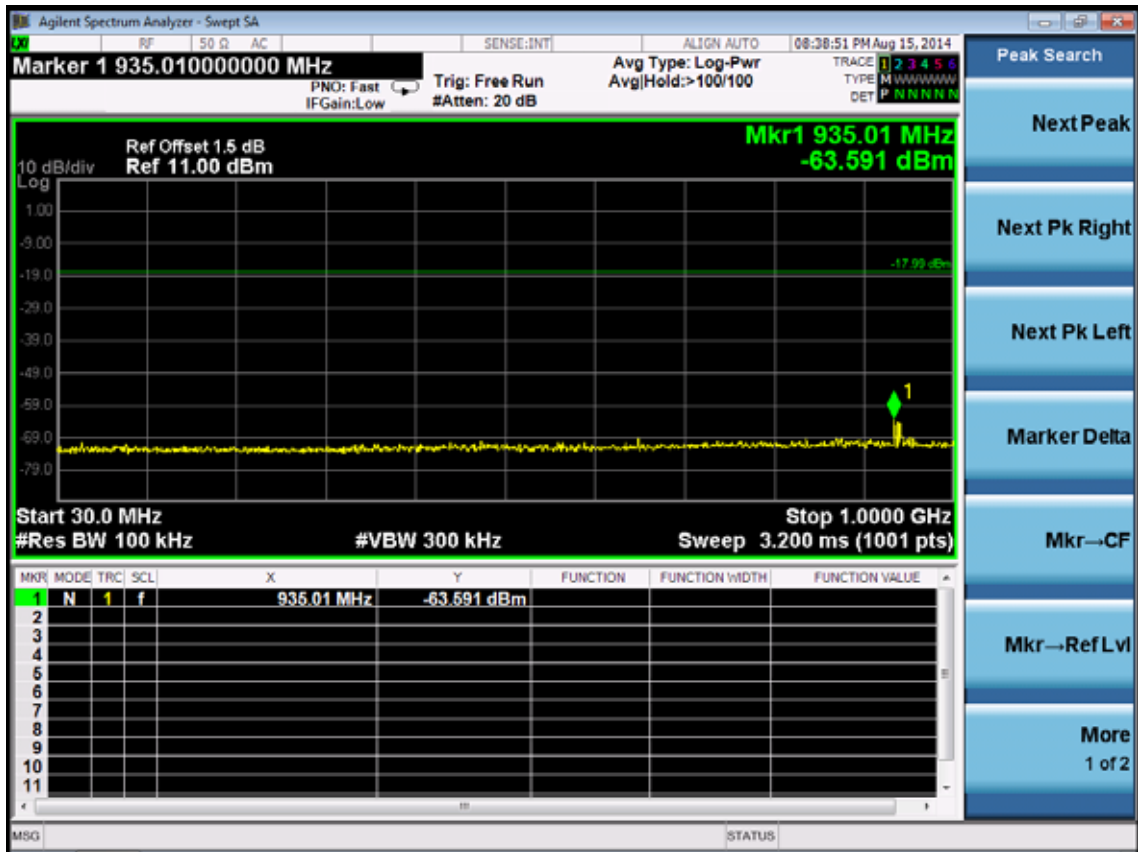 Agilent Spectrum Analyzer - Swept SA
LXI RF 50 Ω AC SENSE:INT ALIGN AUTO 08:38:51 PM Aug 15, 2014
Marker 1 935.010000000 MHz
PNO: Fast
IFGain:Low
Trig: Free Run
#Atten: 20 dB
Avg Type: Log-Pwr
Avg|Hold:>100/100
TRACE 1 2 3 4 5 6
TYPE M W W W W W
DET P N N N N N
Ref Offset 1.5 dB
Ref 11.00 dBm
10 dB/div
Log
Mkr1 935.01 MHz
-63.591 dBm
1.00
-9.00
-17.99 dBm
-19.0
-29.0
-39.0
-49.0
1
-59.0
-69.0
-79.0
Start 30.0 MHz Stop 1.0000 GHz
#Res BW 100 kHz #VBW 300 kHz Sweep 3.200 ms (1001 pts)
MKR MODE TRC SCL X Y FUNCTION FUNCTION WIDTH FUNCTION VALUE
1 N 1 f 935.01 MHz -63.591 dBm
2
3
4
5
6
7
8
9
10
11
MSG STATUS
Peak Search
Next Peak
Next Pk Right
Next Pk Left
Marker Delta
Mkr→CF
Mkr→Ref Lvl
More
1 of 2